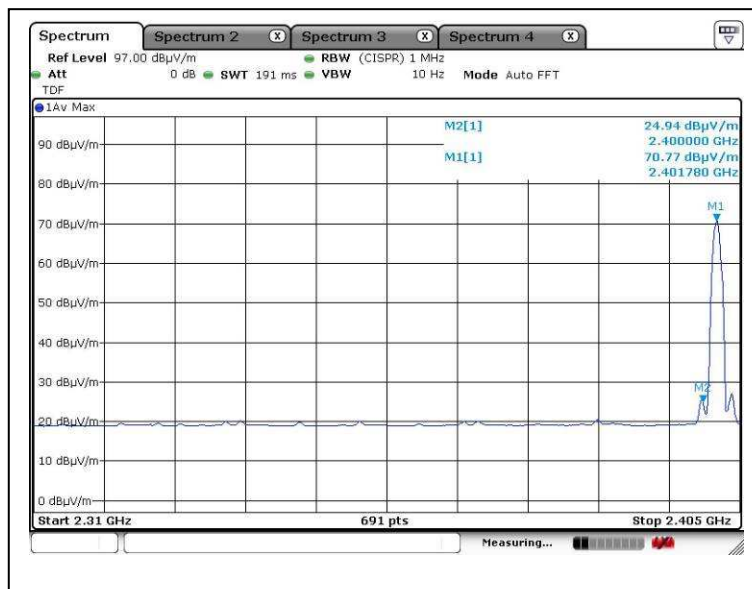 Spectrum Spectrum 2 X Spectrum 3 X Spectrum 4 X
Ref Level 97.00 dBµV/m RBW (CISPR) 1 MHz
Att 0 dB SWT 191 ms VBW 10 Hz Mode Auto FFT
TDF
1Av Max
M2[1] 24.94 dBµV/m
2.400000 GHz
M1[1] 70.77 dBµV/m
2.401780 GHz
90 dBµV/m
80 dBµV/m
M1
70 dBµV/m
60 dBµV/m
50 dBµV/m
40 dBµV/m
30 dBµV/m
M2
20 dBµV/m
10 dBµV/m
0 dBµV/m
Start 2.31 GHz 691 pts Stop 2.405 GHz
Measuring...